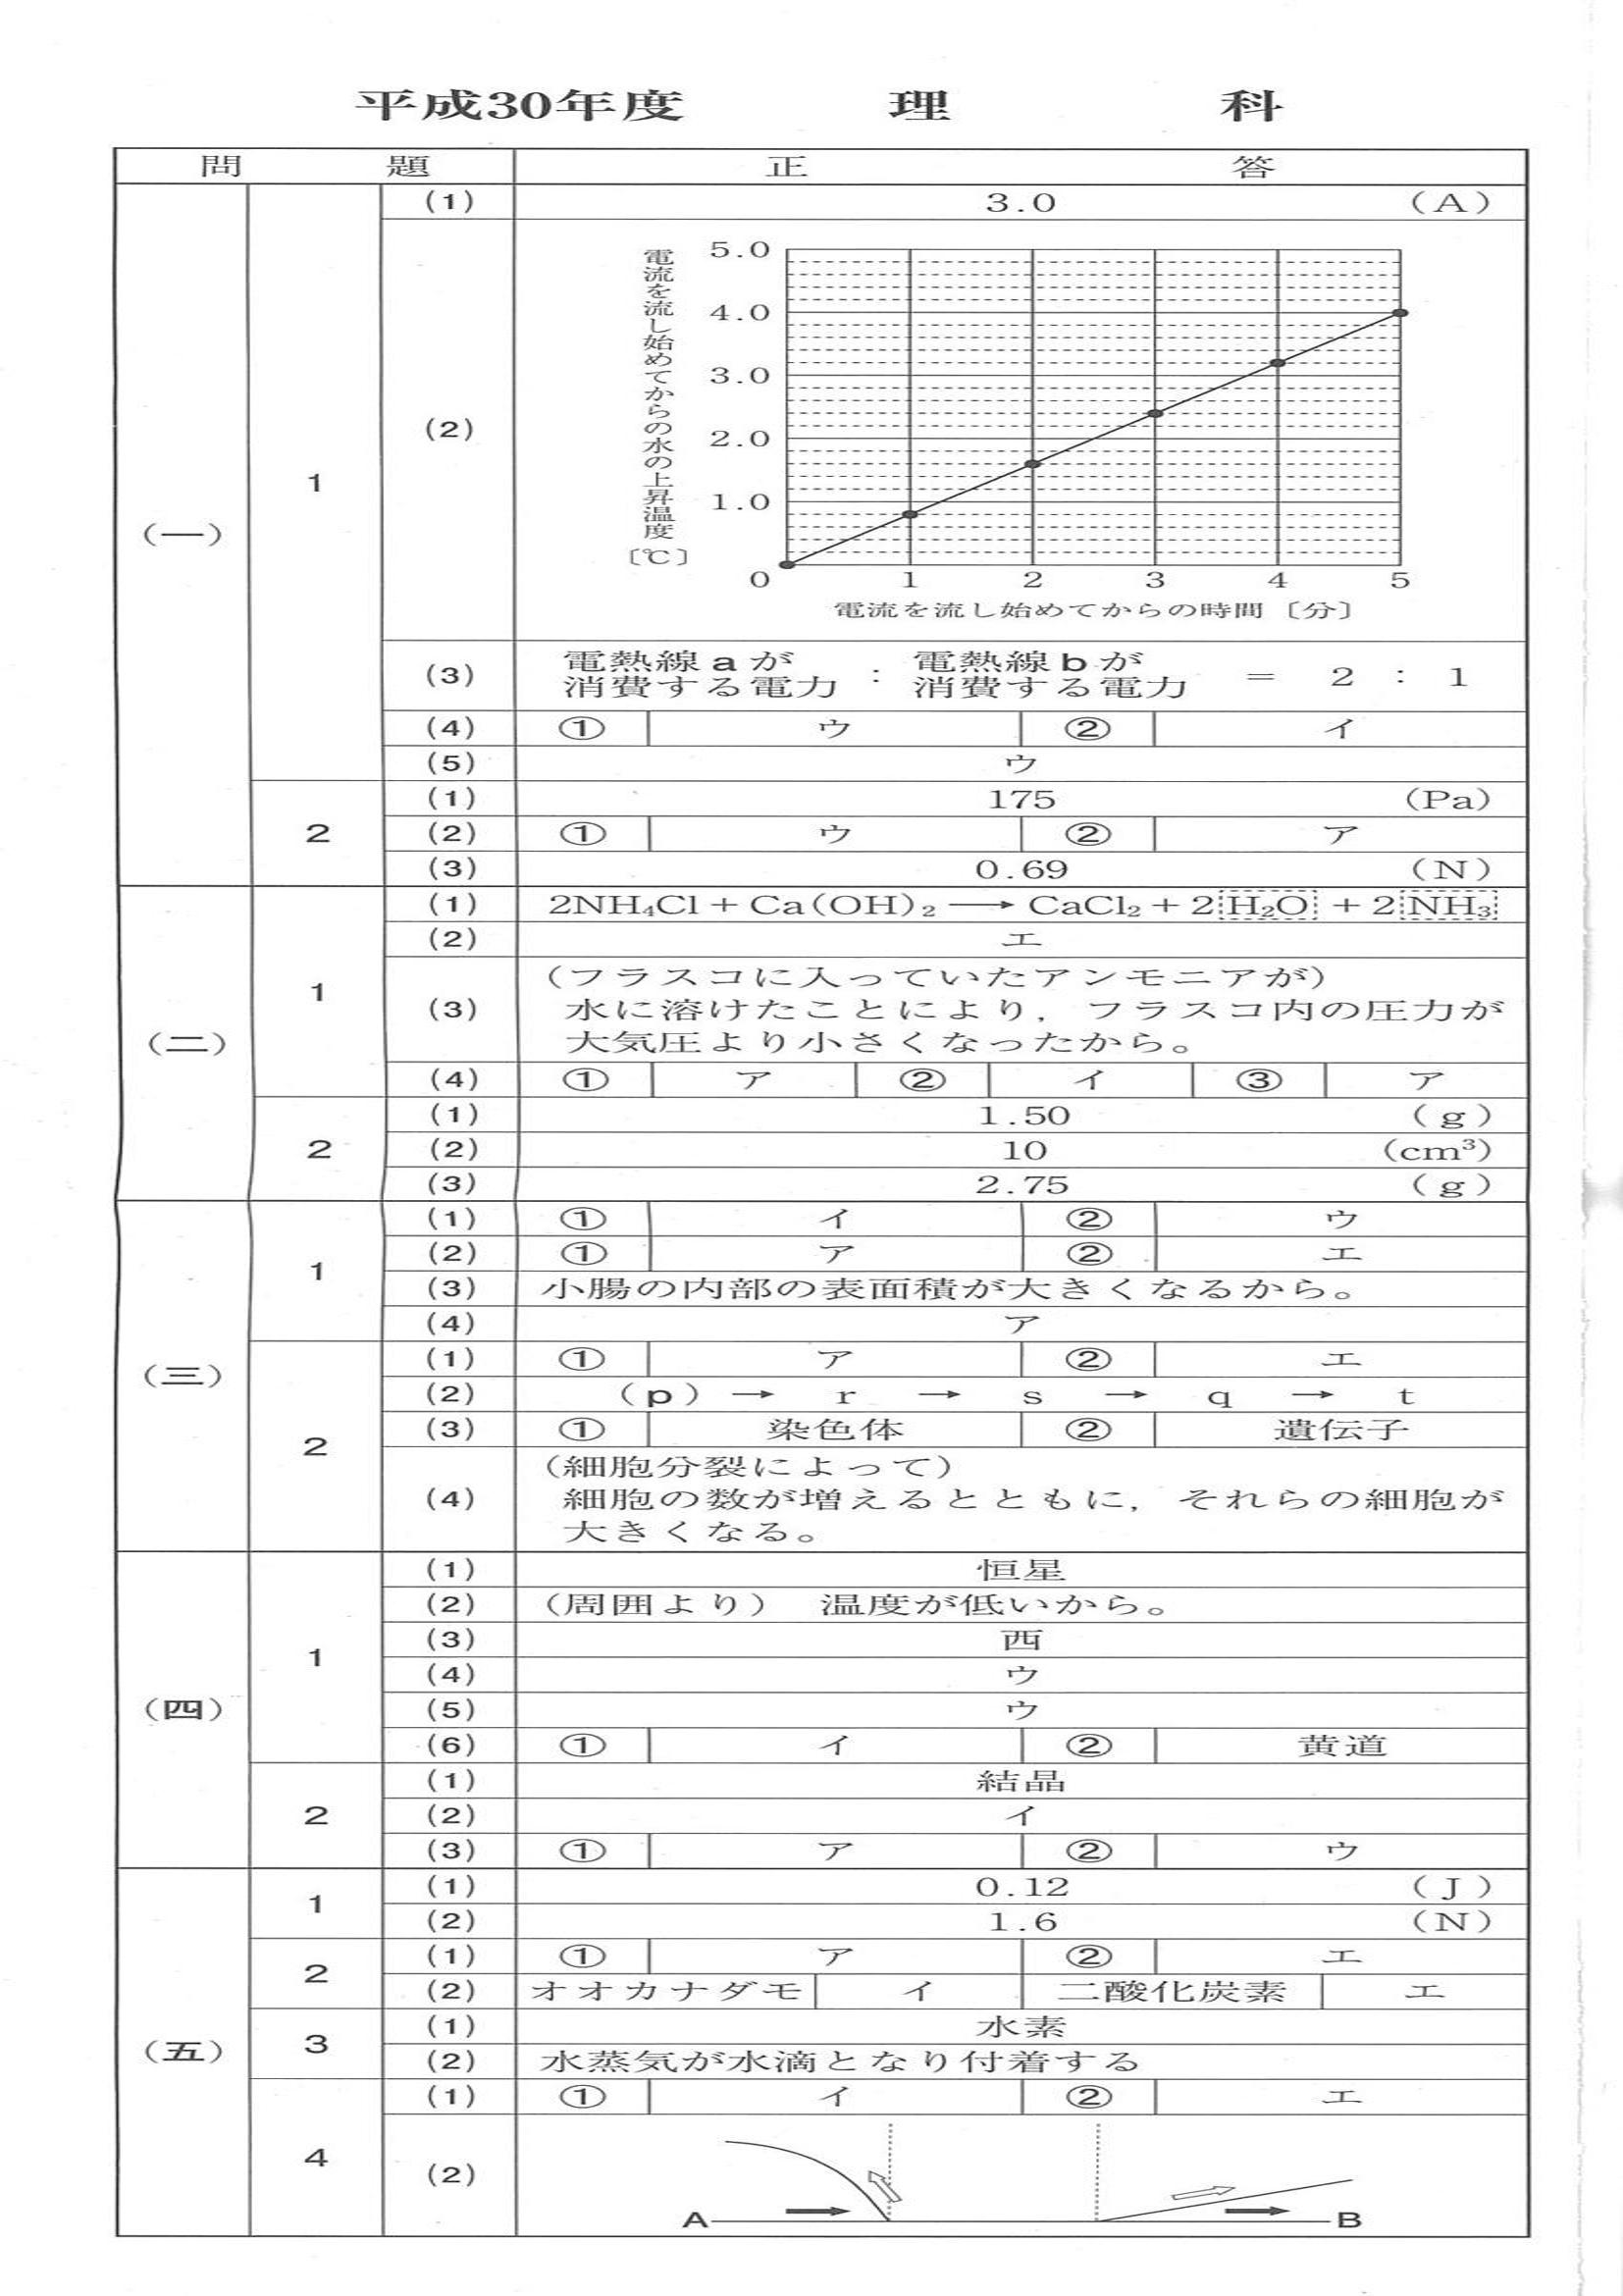 平成30年度 理 科
問 題 正 答
(一) 1 (1) 3.0 (A)
(2)
電流を流し始めてからの水の上昇温度〔℃〕
5.0
4.0
3.0
2.0
1.0
0 1 2 3 4 5
電流を流し始めてからの時間〔分〕
(3) 電熱線aが消費する電力 : 電熱線bが消費する電力 = 2 : 1
(4) ① ウ ② イ
(5) ウ
2 (1) 175 (Pa)
(2) ① ウ ② ア
(3) 0.69 (N)
(二) 1 (1) 2NH₄Cl + Ca(OH)₂ → CaCl₂ + 2H₂O + 2NH₃
(2) エ
(3) (フラスコに入っていたアンモニアが)
水に溶けたことにより，フラスコ内の圧力が
大気圧より小さくなったから。
(4) ① ア ② イ ③ ア
2 (1) 1.50 (g)
(2) 10 (cm³)
(3) 2.75 (g)
(三) 1 (1) ① イ ② ウ
(2) ① ア ② エ
(3) 小腸の内部の表面積が大きくなるから。
(4) ア
2 (1) ① ア ② エ
(2) (p) → r → s → q → t
(3) ① 染色体 ② 遺伝子
(4) (細胞分裂によって)
細胞の数が増えるとともに，それらの細胞が
大きくなる。
(四) 1 (1) 恒星
(2) (周囲より) 温度が低いから。
(3) 西
(4) ウ
(5) ウ
(6) ① イ ② 黄道
2 (1) 結晶
(2) イ
(3) ① ア ② ウ
(五) 1 (1) 0.12 (J)
(2) 1.6 (N)
2 (1) ① ア ② エ
(2) オオカナダモ イ 二酸化炭素 エ
3 (1) 水素
(2) 水蒸気が水滴となり付着する
4 (1) ① イ ② エ
(2) A B